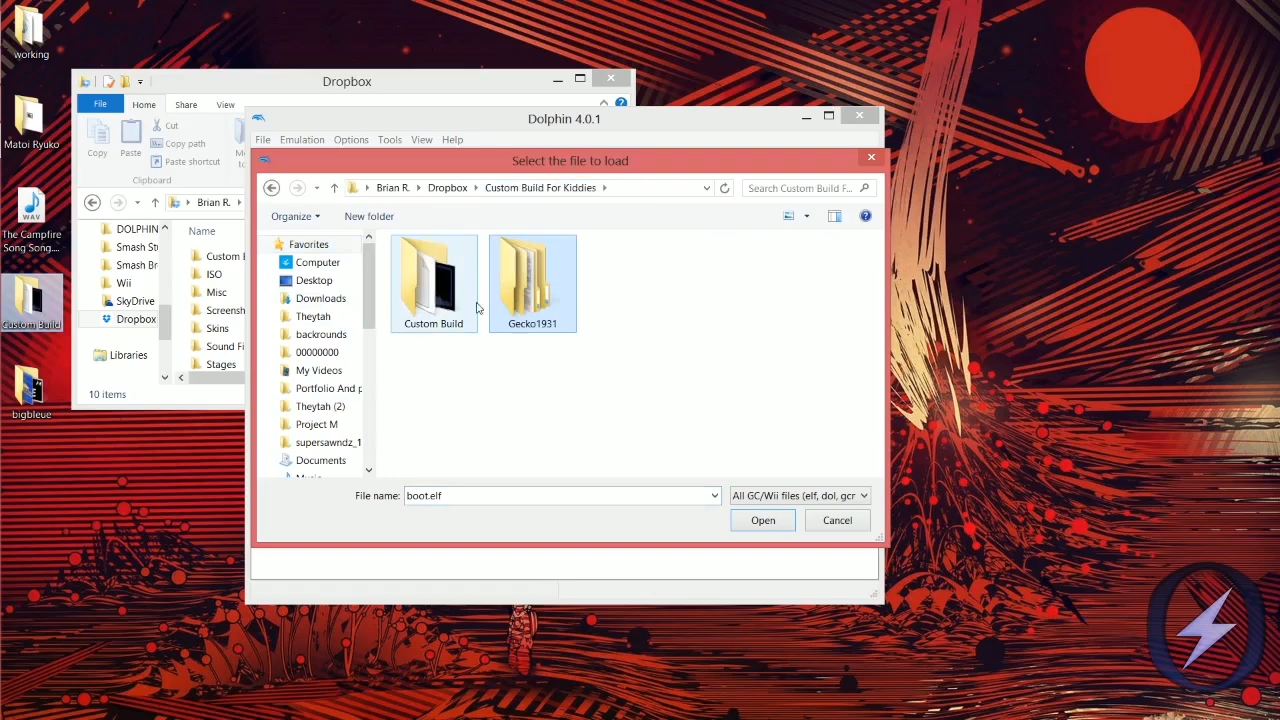 working
Matoi Ryuko
The Campfire
Song Song....
Custom Build
bigbleue
Dropbox
File Home Share View
Copy
Paste
Cut
Copy path
Paste shortcut
Clipboard
Brian R.
DOLPHIN
Smash St
Smash Br
Wii
SkyDrive
Dropbox
Libraries
Name
Custom B
ISO
Misc
Screensh
Skins
Sound Fi
Stages
10 items
Dolphin 4.0.1
File Emulation Options Tools View Help
Select the file to load
Brian R. Dropbox Custom Build For Kiddies
Search Custom Build F...
Organize New folder
Favorites
Computer
Desktop
Downloads
Theytah
backrounds
00000000
My Videos
Portfolio And p
Theytah (2)
Project M
supersawndz_1
Documents
Custom Build
Gecko1931
File name: boot.elf
All GC/Wii files (elf, dol, gcr
Open Cancel